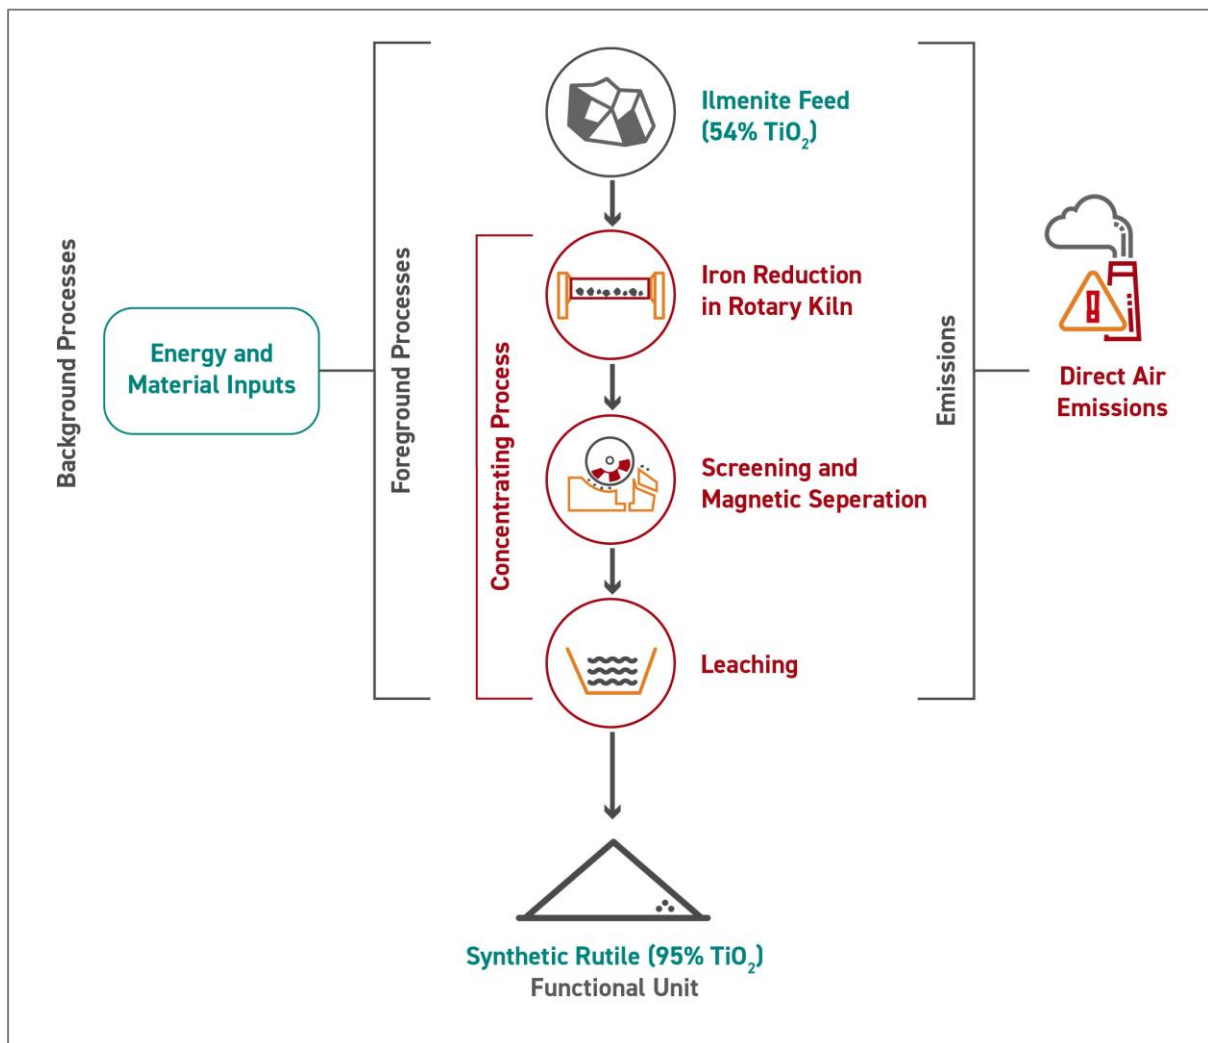 Background Processes
Energy and
Material Inputs
Foreground Processes
Concentrating Process
Ilmenite Feed
(54% TiO₂)
Iron Reduction
in Rotary Kiln
Screening and
Magnetic Seperation
Leaching
Emissions
Direct Air
Emissions
Synthetic Rutile (95% TiO₂)
Functional Unit